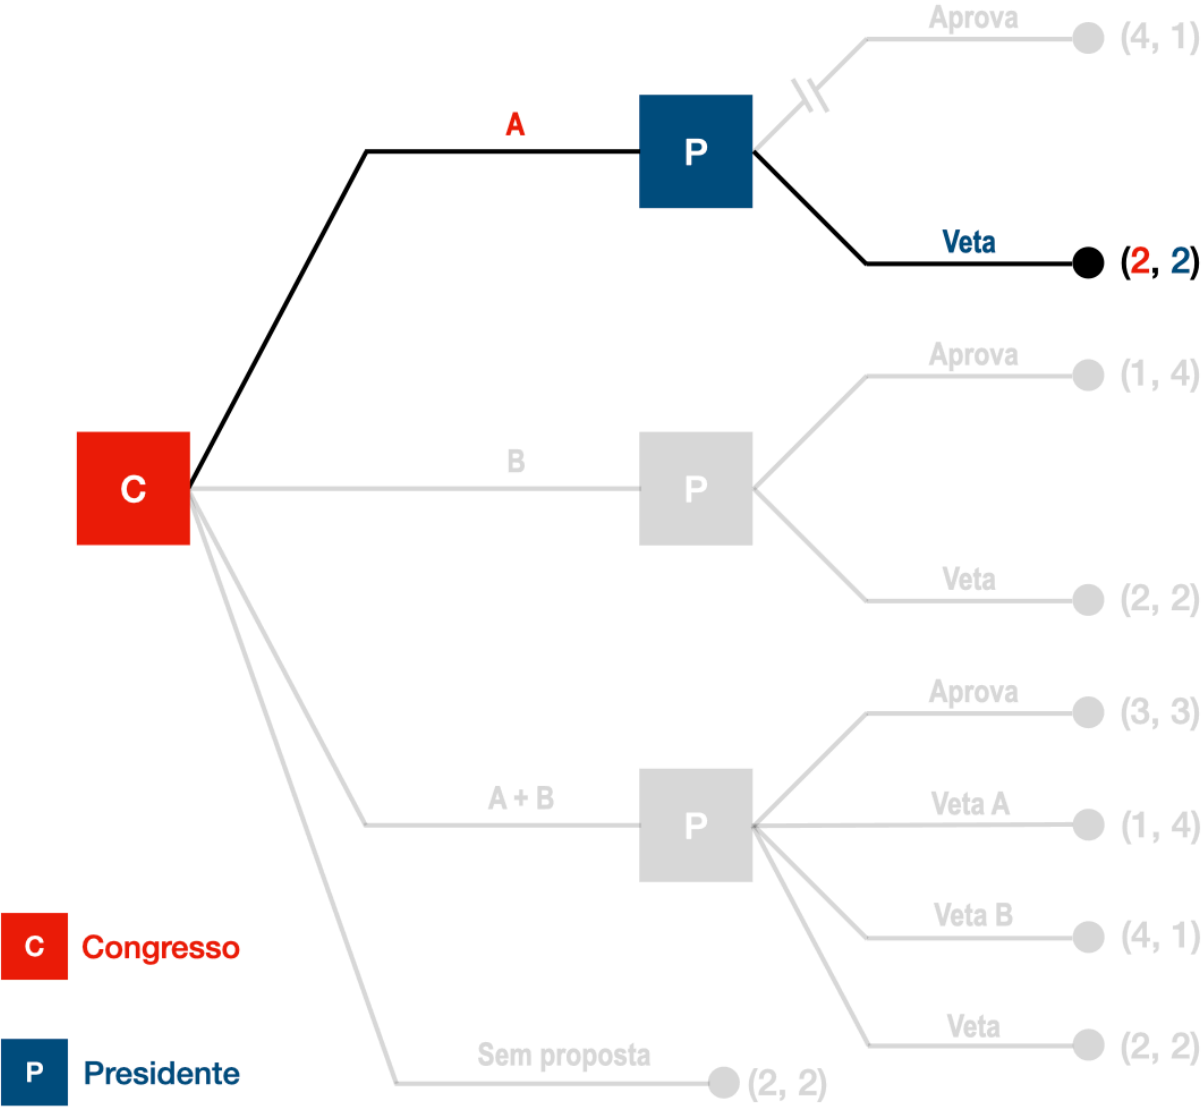 Aprova
(4, 1)
A
P
Veta
(2, 2)
Aprova
(1, 4)
C
B
P
Veta
(2, 2)
Aprova
(3, 3)
A + B
P
Veta A
(1, 4)
Veta B
(4, 1)
C Congresso
Veta
(2, 2)
Sem proposta
(2, 2)
P Presidente